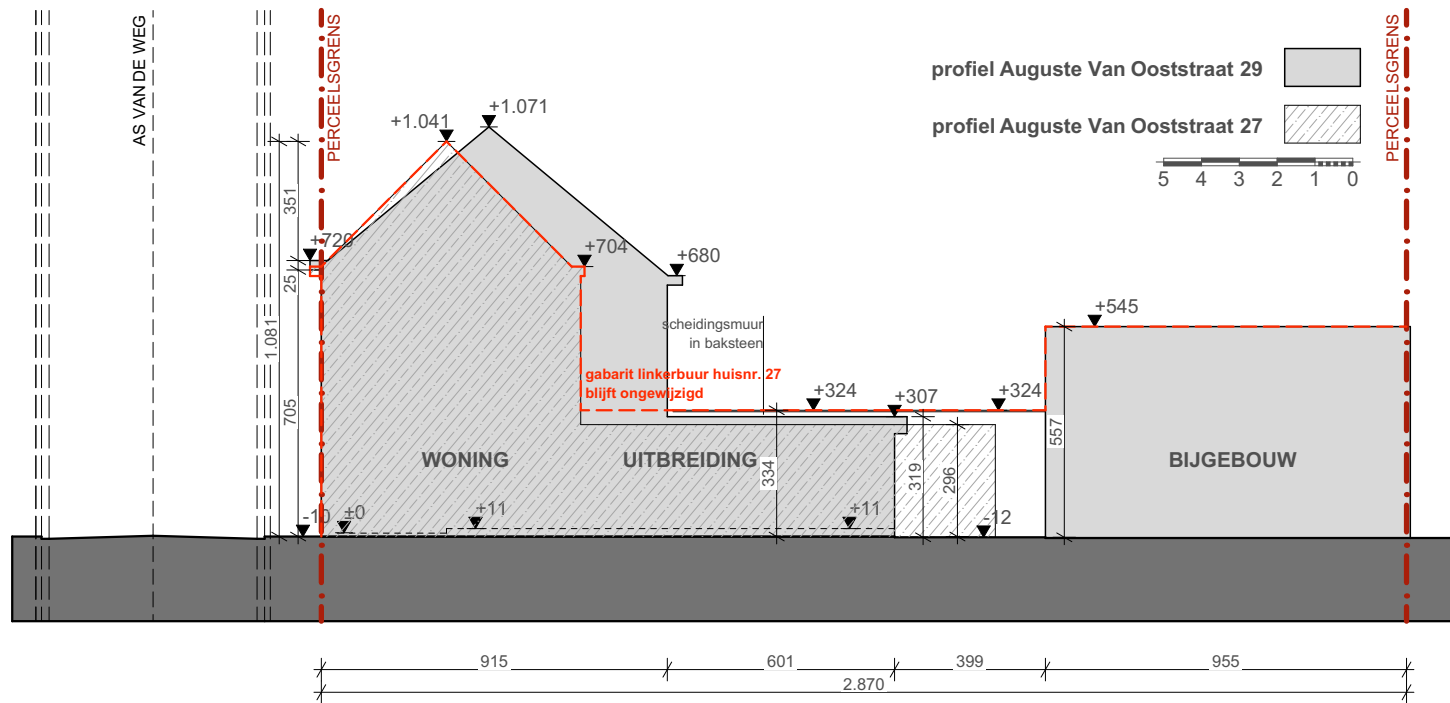 AS VAN DE WEG
PERCEELSGRENS
PERCEELSGRENS
profiel Auguste Van Ooststraat 29
profiel Auguste Van Ooststraat 27
5 4 3 2 1 0
+1.041
+1.071
+720
+704
+680
+545
351
25
1.081
705
scheidingsmuur
in baksteen
gabarit linkerbuur huisnr. 27
blijft ongewijzigd
+324
+307
+324
WONING
UITBREIDING
BIJGEBOUW
334
319
296
557
-10
±0
+11
+11
-12
915
601
399
955
2.870